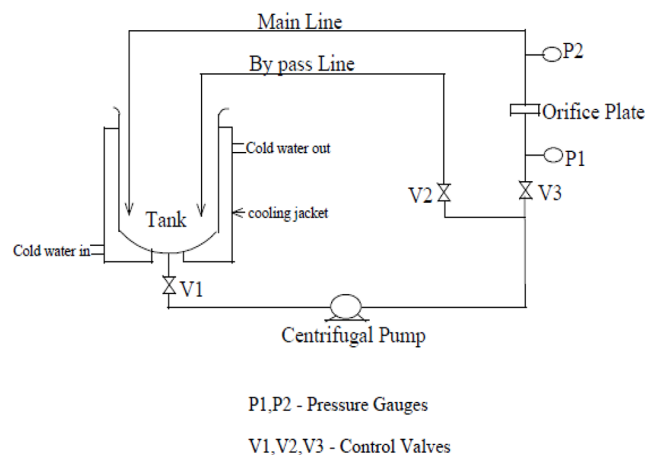 Main Line
P2
By pass Line
Orifice Plate
Cold water out
P1
V2
V3
Tank
cooling jacket
Cold water in
V1
Centrifugal Pump
P1,P2 - Pressure Gauges
V1,V2,V3 - Control Valves